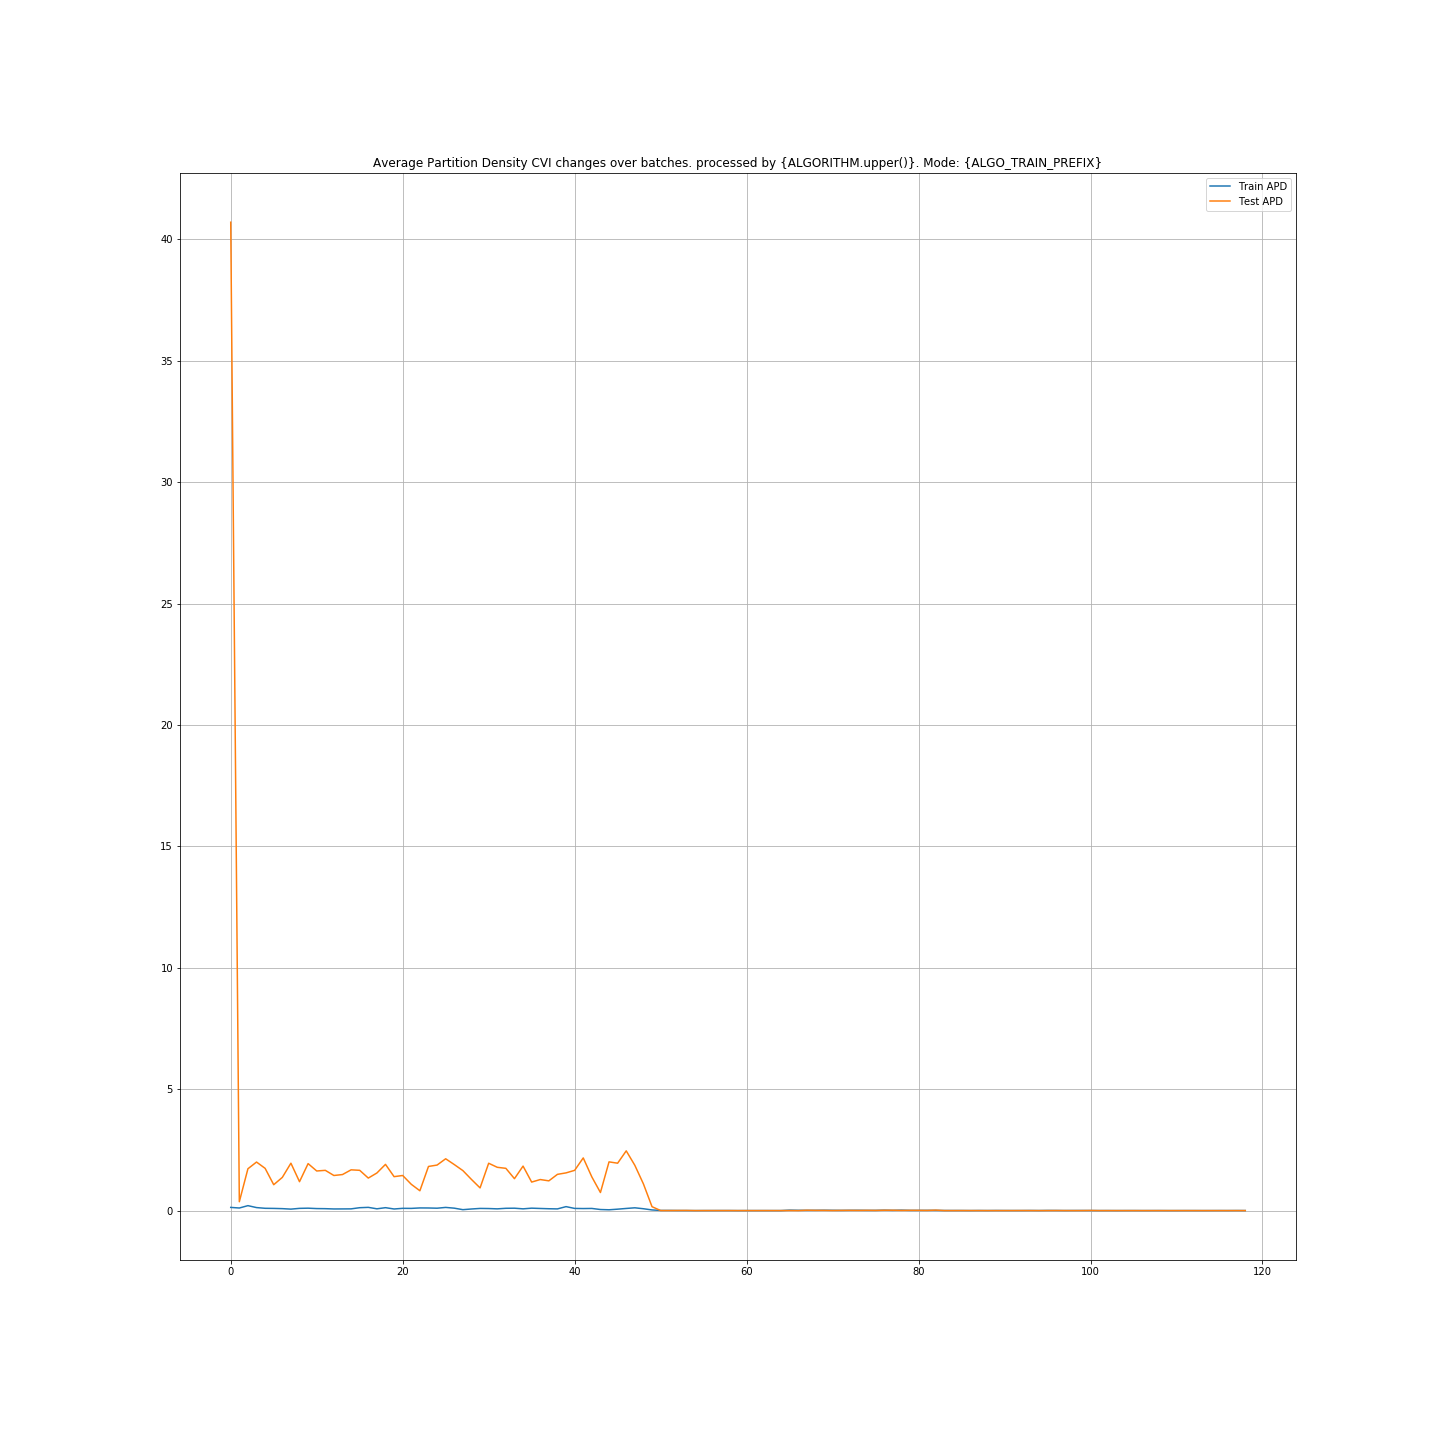 Average Partition Density CVI changes over batches. processed by {ALGORITHM.upper()}. Mode: {ALGO_TRAIN_PREFIX}
Train APD
Test APD
40
35
30
25
20
15
10
5
0
0 20 40 60 80 100 120